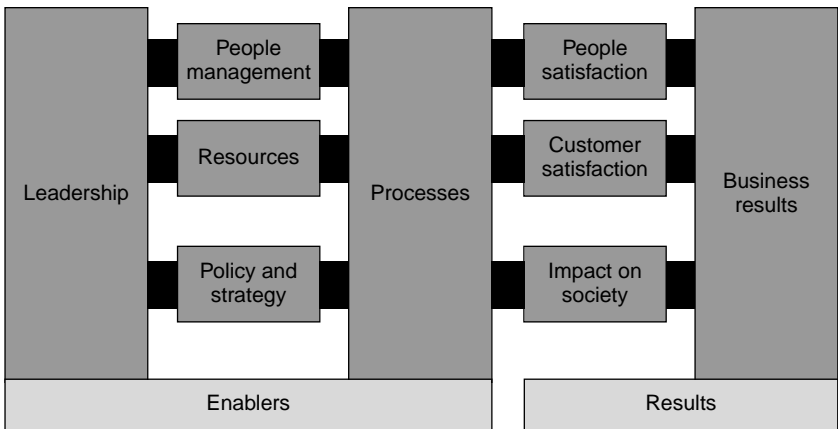 Leadership
People
management
Resources
Policy and
strategy
Processes
People
satisfaction
Customer
satisfaction
Impact on
society
Business
results
Enablers
Results